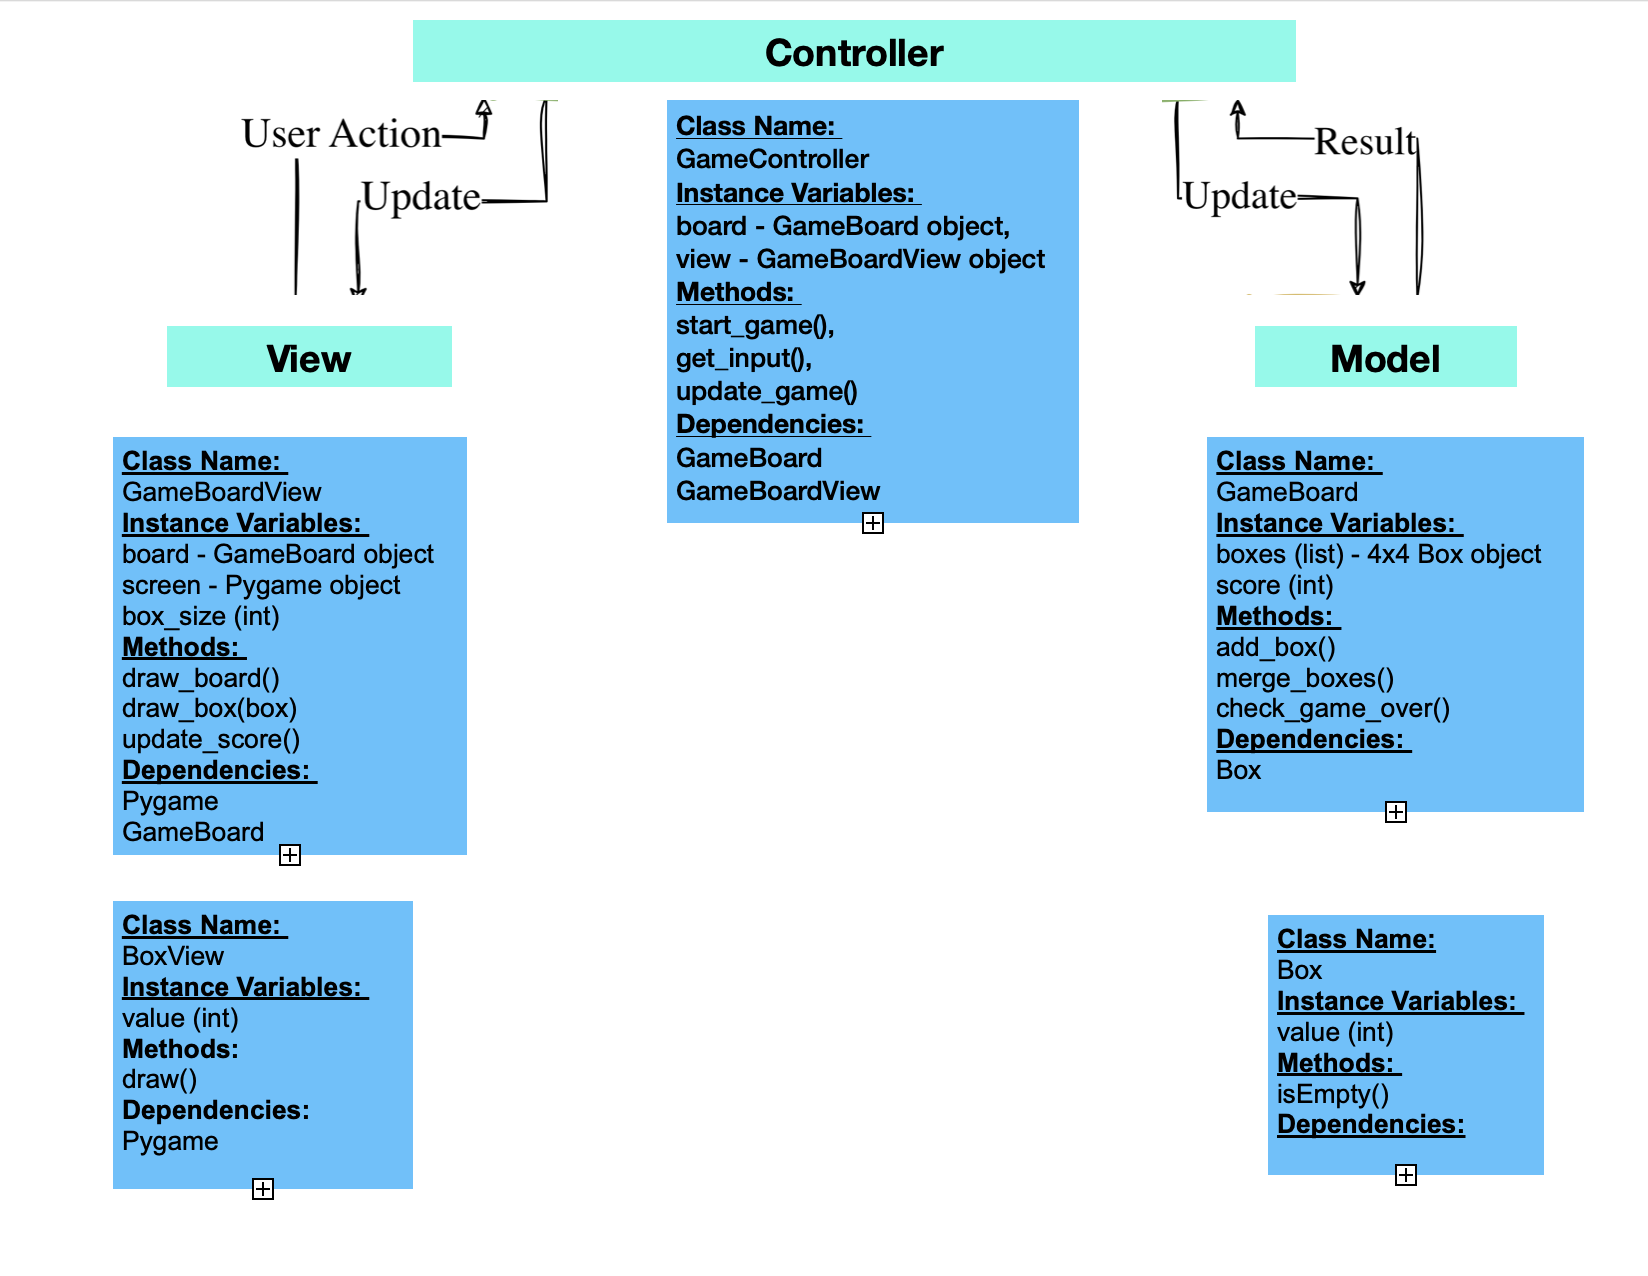 Controller
User Action
Update
Class Name:
GameController
Instance Variables:
board - GameBoard object,
view - GameBoardView object
Methods:
start_game(),
get_input(),
update_game()
Dependencies:
GameBoard
GameBoardView
Result
Update
View
Class Name:
GameBoardView
Instance Variables:
board - GameBoard object
screen - Pygame object
box_size (int)
Methods:
draw_board()
draw_box(box)
update_score()
Dependencies:
Pygame
GameBoard
Class Name:
BoxView
Instance Variables:
value (int)
Methods:
draw()
Dependencies:
Pygame
Model
Class Name:
GameBoard
Instance Variables:
boxes (list) - 4x4 Box object
score (int)
Methods:
add_box()
merge_boxes()
check_game_over()
Dependencies:
Box
Class Name:
Box
Instance Variables:
value (int)
Methods:
isEmpty()
Dependencies: